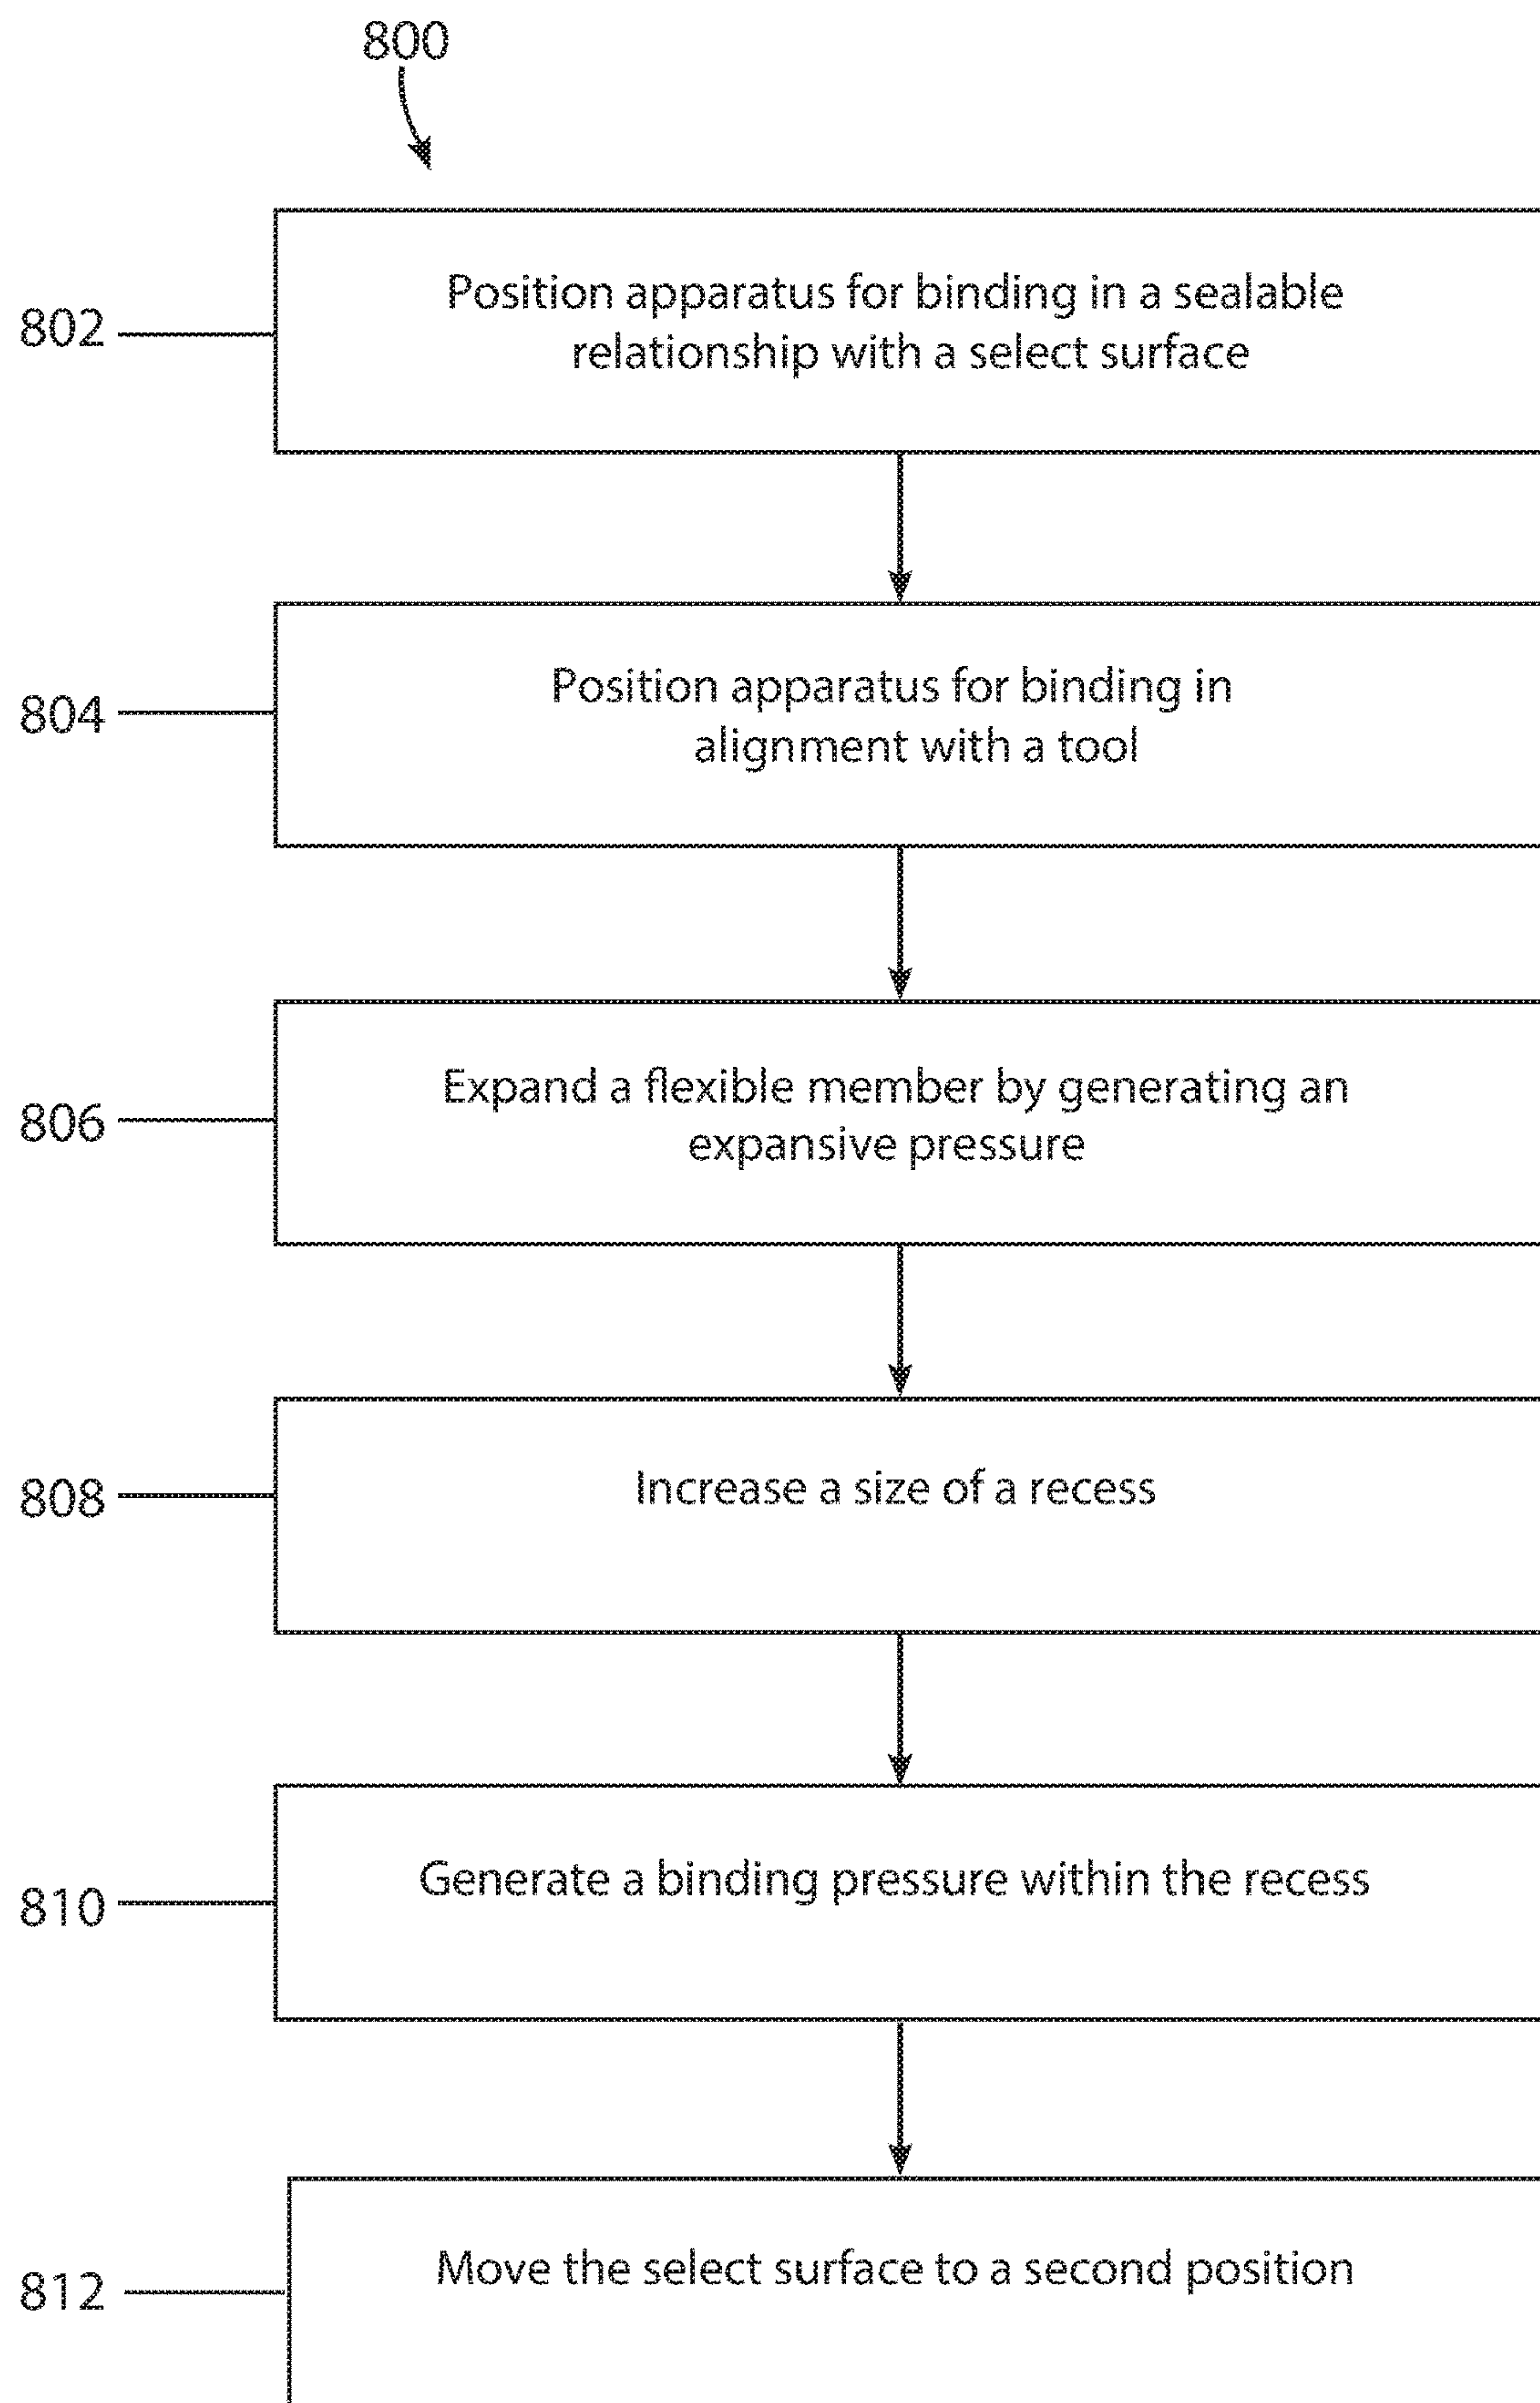 800
802
Position apparatus for binding in a sealable
relationship with a select surface
804
Position apparatus for binding in
alignment with a tool
806
Expand a flexible member by generating an
expansive pressure
808
Increase a size of a recess
810
Generate a binding pressure within the recess
812
Move the select surface to a second position